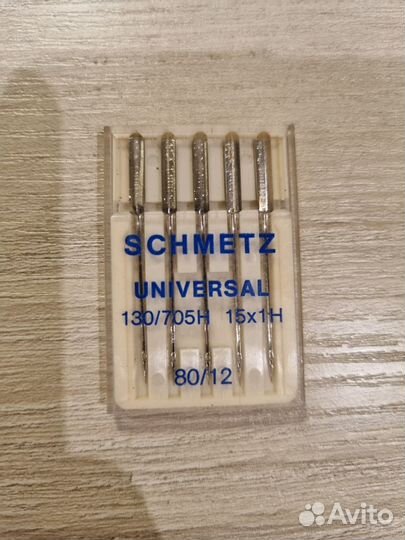 SCHMETZ
UNIVERSAL
130/705H 15x1H
80/12
Avito